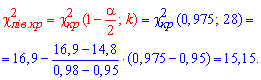 χ²лів.кр = χ²кр (1 − α/2; k) = χ²кр (0,975; 28) =
= 16,9 − (16,9 − 14,8)/(0,98 − 0,95) · (0,975 − 0,95) = 15,15.